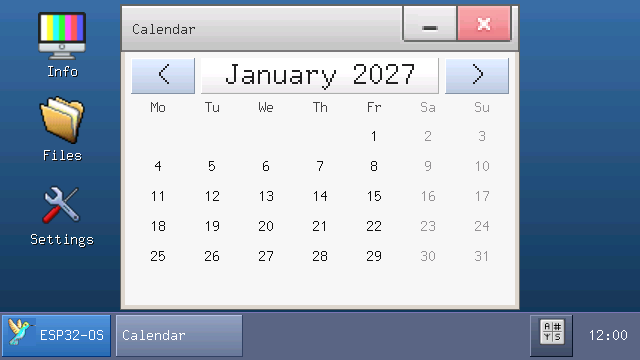 Info
Files
Settings
Calendar
January 2027
Mo Tu We Th Fr Sa Su
1 2 3
4 5 6 7 8 9 10
11 12 13 14 15 16 17
18 19 20 21 22 23 24
25 26 27 28 29 30 31
ESP32-OS Calendar A# TS 12:00